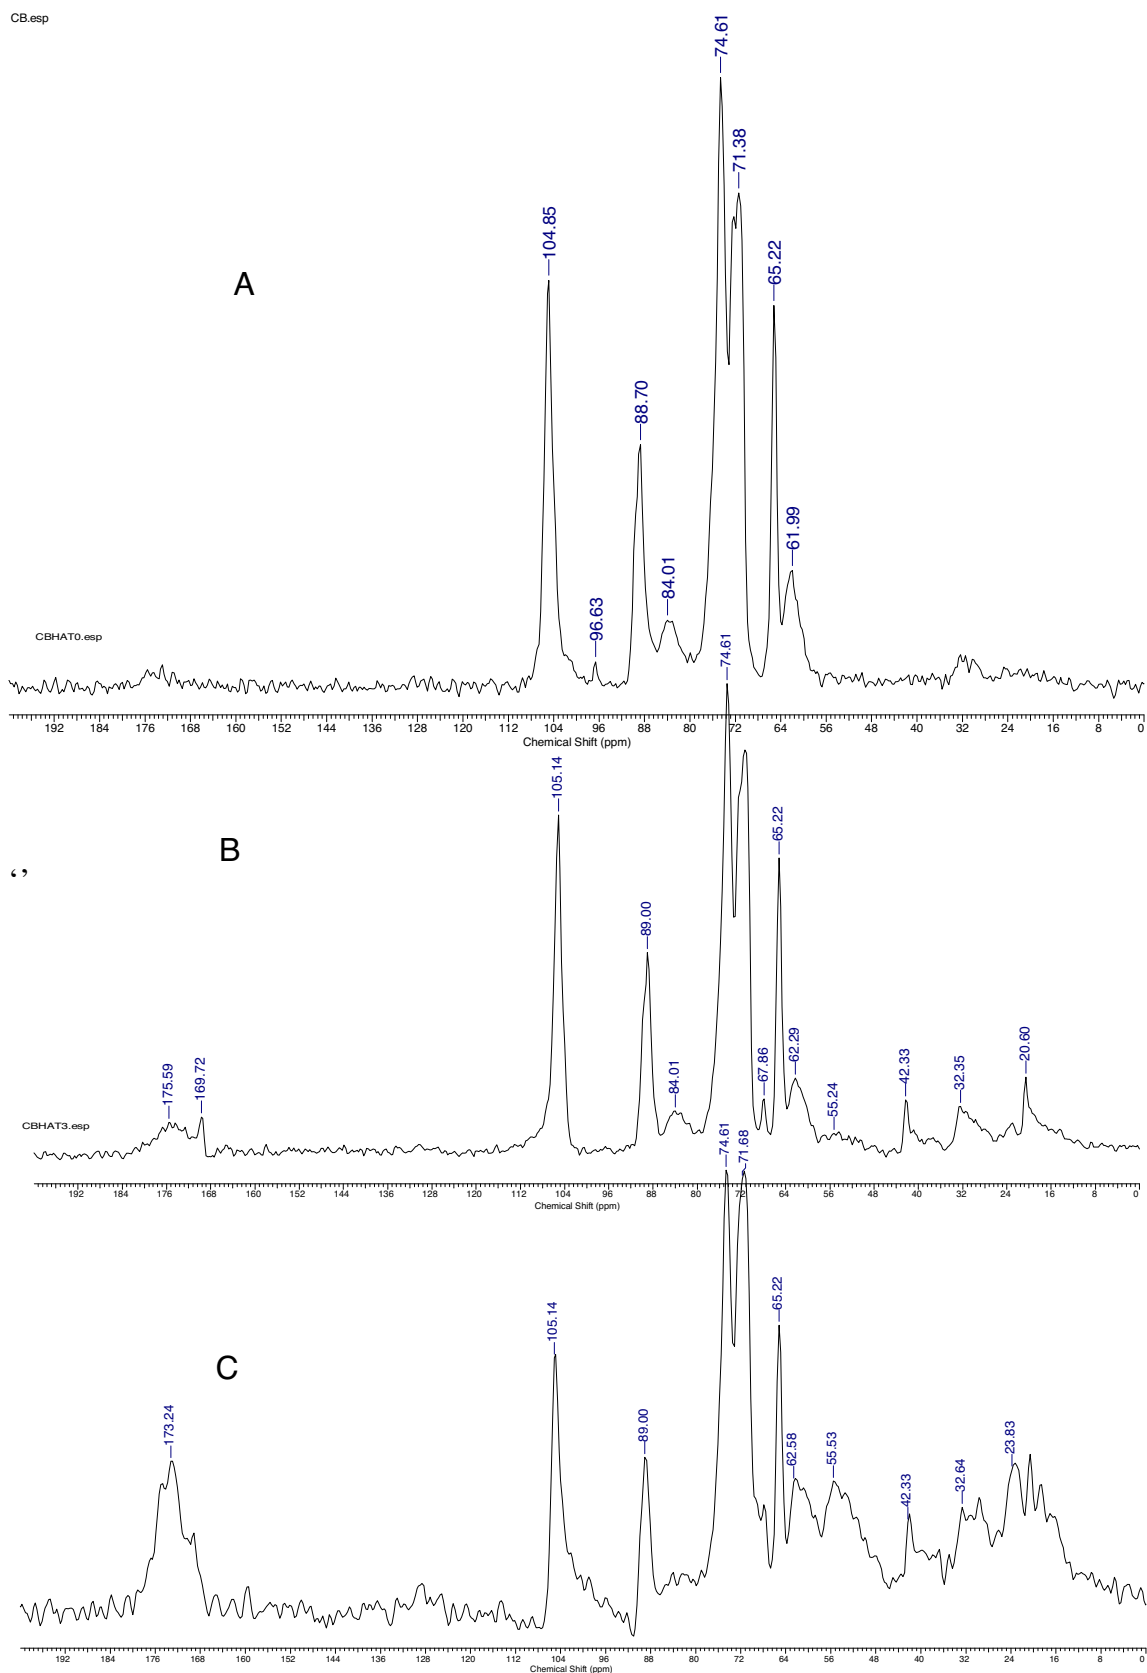 CB.esp
74.61
71.38
104.85
65.22
A
88.70
61.99
84.01
96.63
CBHAT0.esp
74.61
192 184 176 168 160 152 144 136 128 120 112 104 96 88 80 72 64 56 48 40 32 24 16 8 0
Chemical Shift (ppm)
105.14
65.22
B
‘ ’
89.00
67.86
62.29
84.01
55.24
42.33
32.35
20.60
175.59
169.72
CBHAT3.esp
74.61
71.68
192 184 176 168 160 152 144 136 128 120 112 104 96 88 80 72 64 56 48 40 32 24 16 8 0
Chemical Shift (ppm)
105.14
65.22
C
173.24
89.00
62.58
55.53
42.33
32.64
23.83
192 184 176 168 160 152 144 136 128 120 112 104 96 88 80 72 64 56 48 40 32 24 16 8 0
Chemical Shift (ppm)